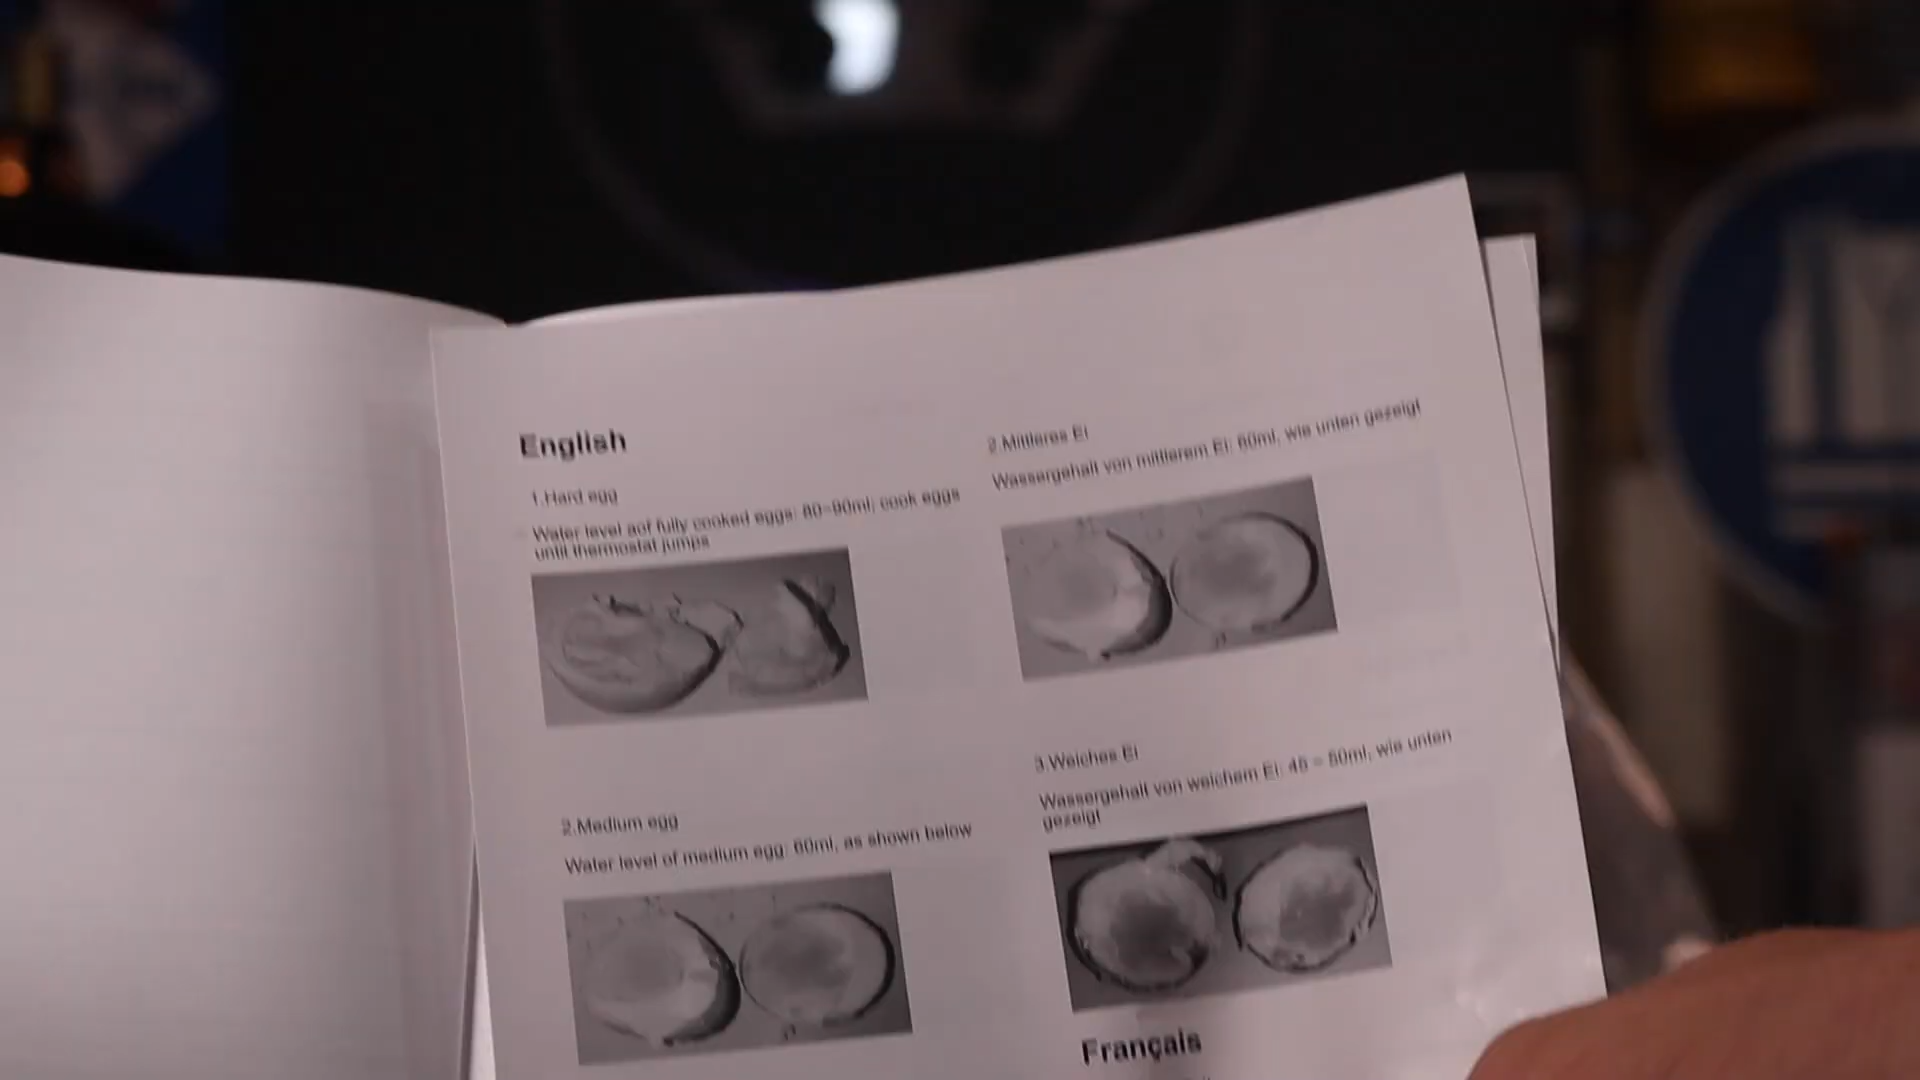 English
1.Hard egg
Water level aof fully cooked eggs: 80-90ml; cook eggs
until thermostat jumps
2.Medium egg
Water level of medium egg: 60ml, as shown below
2.Mittleres Ei
Wassergehalt von mittlerem Ei: 60ml, wie unten gezeigt
3.Weiches Ei
Wassergehalt von weichem Ei: 45 - 50ml, wie unten
gezeigt
Français